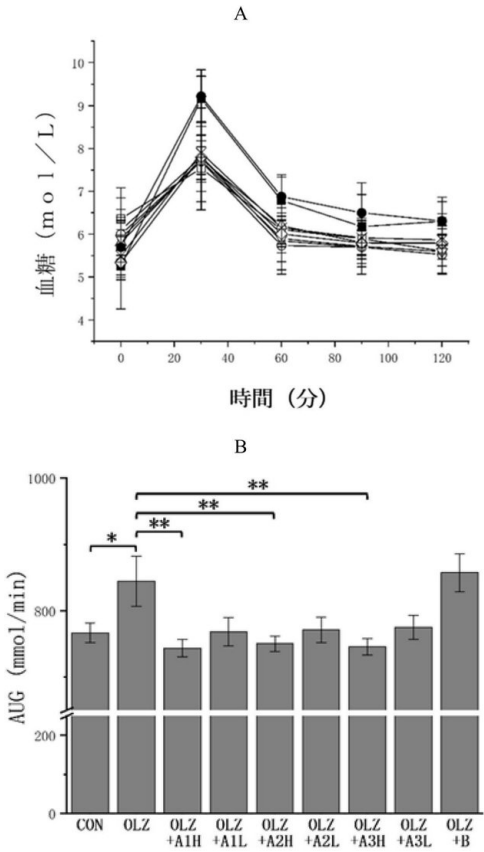 A
血糖 (ｍｏｌ／Ｌ)
10
9
8
7
6
5
4
0
20
40
60
80
100
120
時間 (分)
B
AUG (mmol/min)
1000
800
200
0
*
**
**
**
CON
OLZ
OLZ
+A1H
OLZ
+A1L
OLZ
+A2H
OLZ
+A2L
OLZ
+A3H
OLZ
+A3L
OLZ
+B